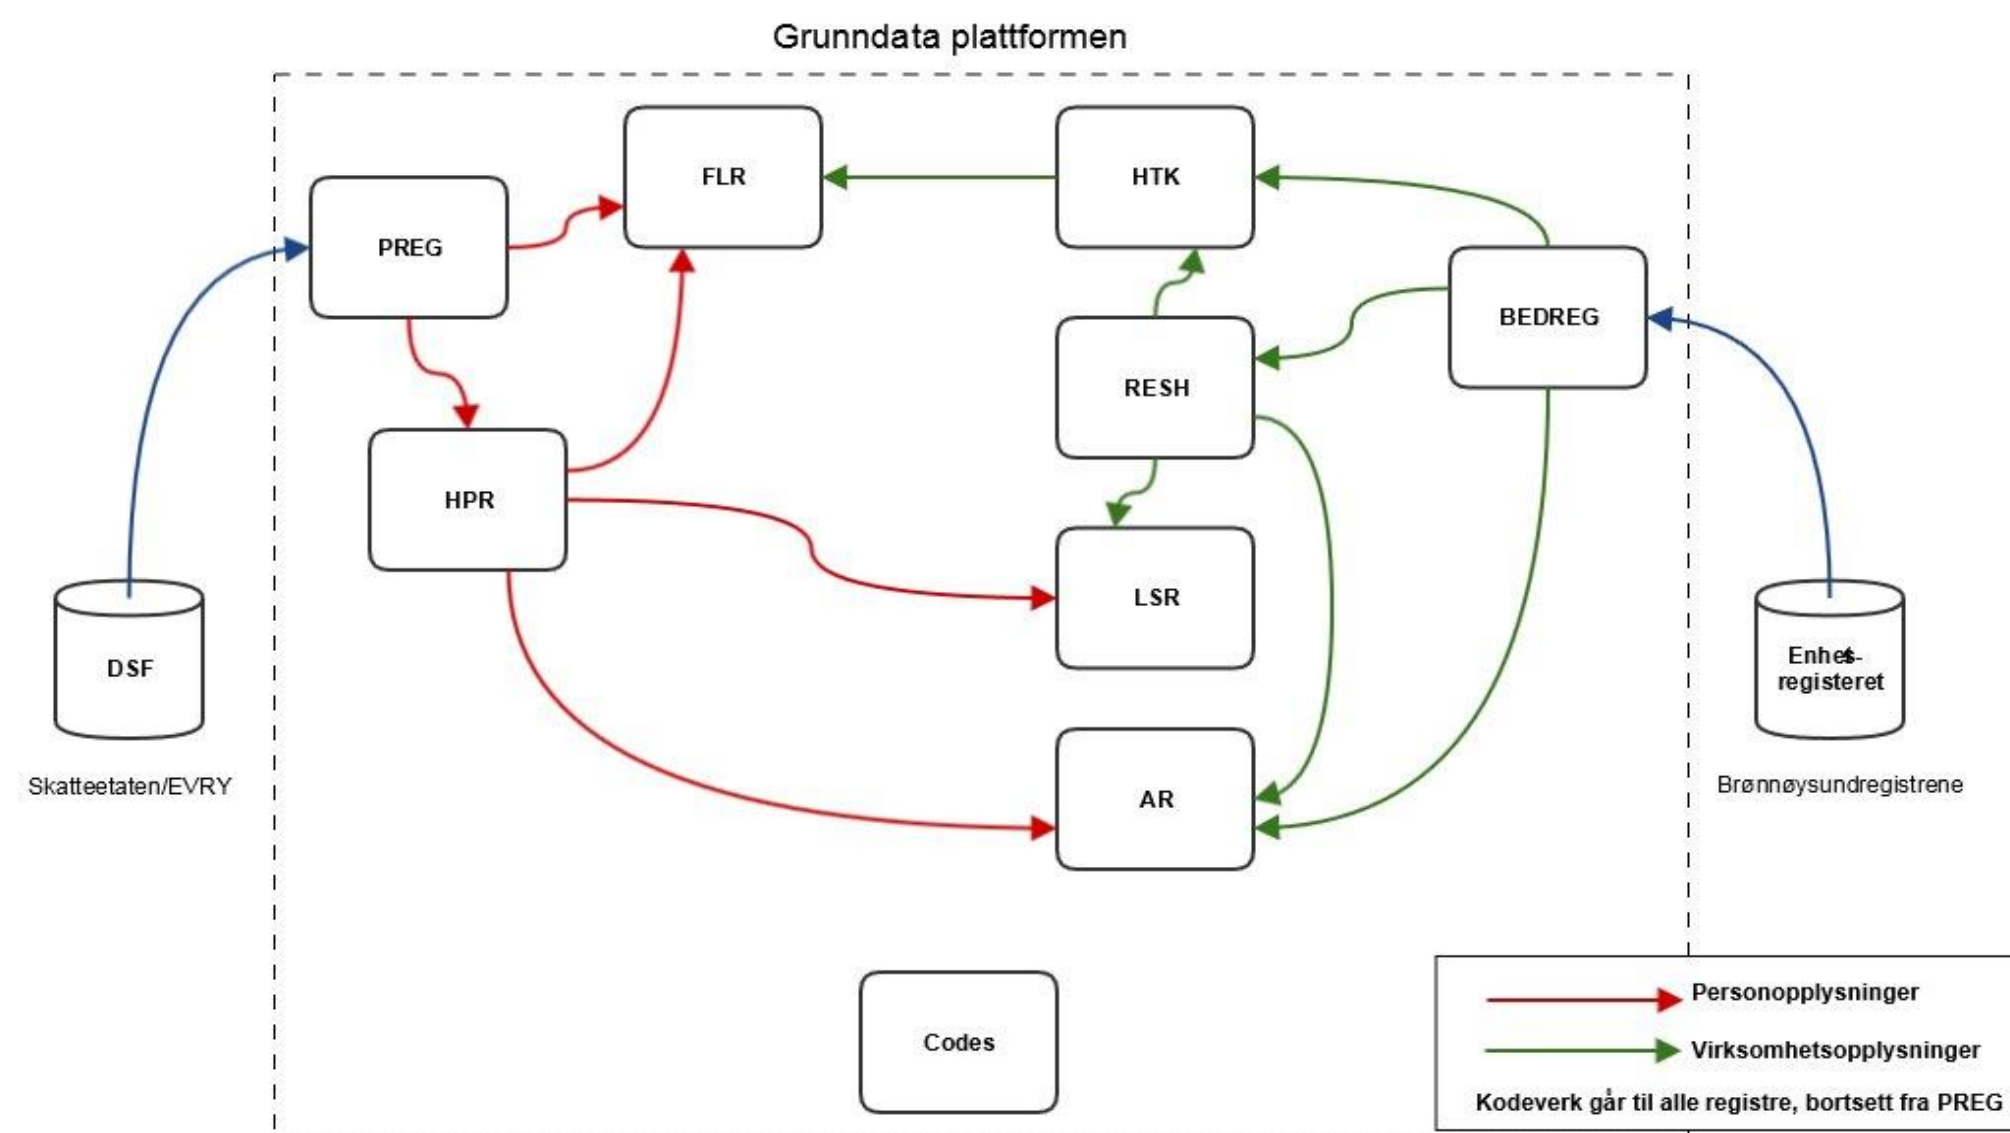 Grunndata plattformen
FLR
HTK
PREG
BEDREG
RESH
HPR
LSR
DSF
Enhet-
registeret
Skatteetaten/EVRY
Brønnøysundregistrene
AR
Codes
Personopplysninger
Virksomhetsopplysninger
Kodeverk går til alle registre, bortsett fra PREG